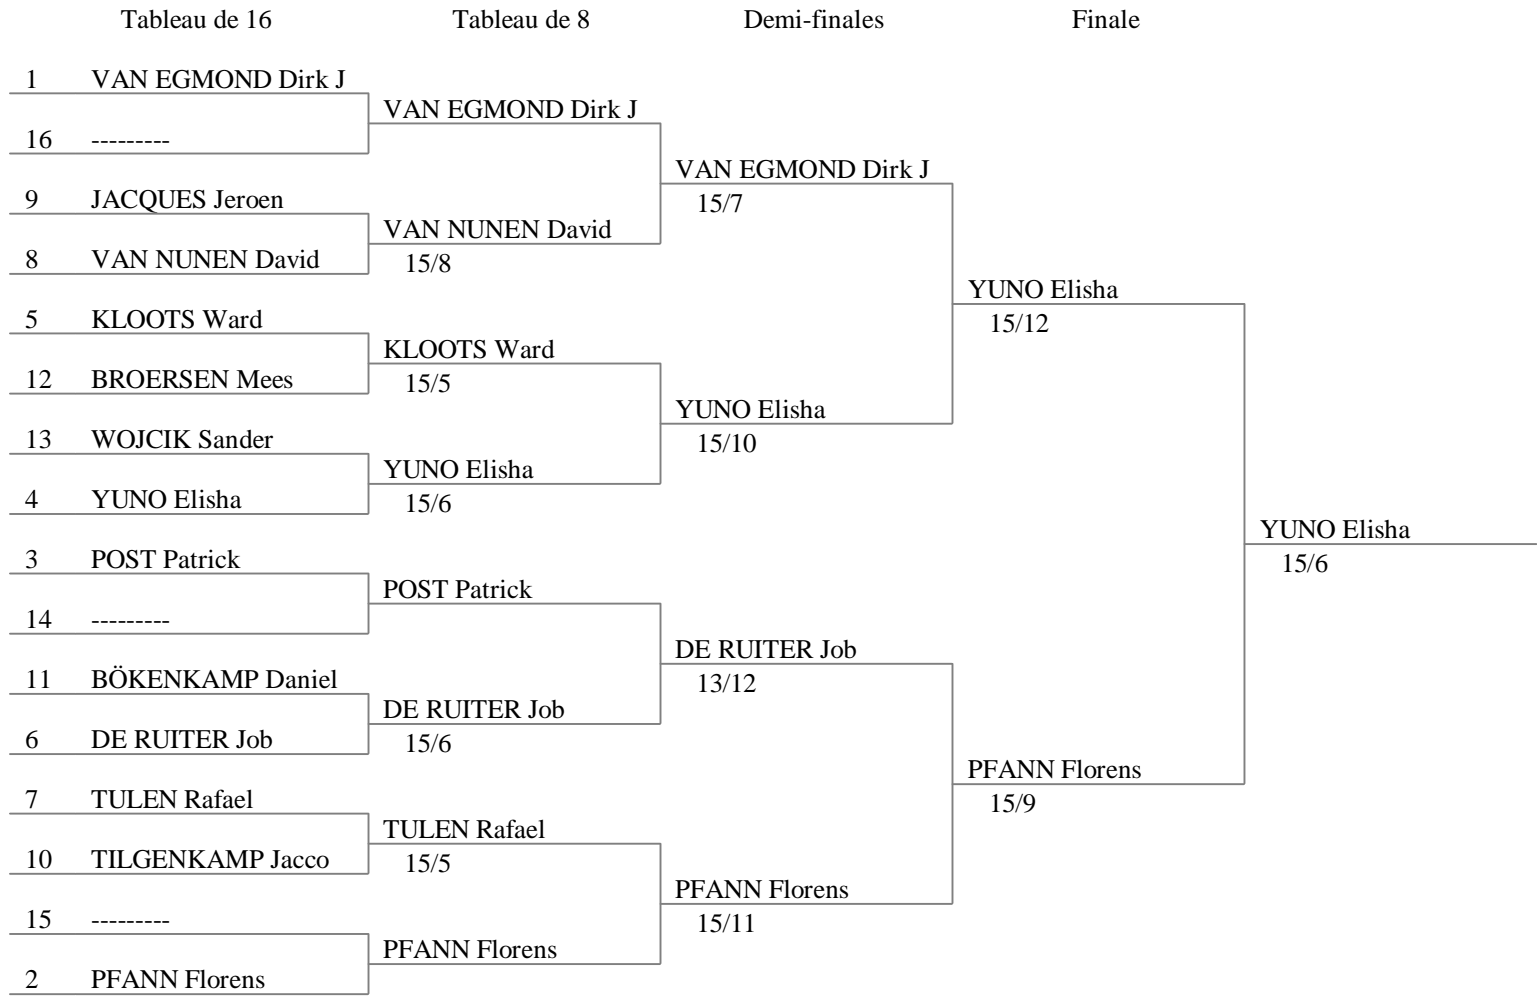 Tableau de 16 Tableau de 8 Demi-finales Finale
1 VAN EGMOND Dirk J
VAN EGMOND Dirk J
16 ---------
VAN EGMOND Dirk J
9 JACQUES Jeroen
15/7
VAN NUNEN David
8 VAN NUNEN David
15/8
YUNO Elisha
5 KLOOTS Ward
15/12
KLOOTS Ward
12 BROERSEN Mees
15/5
YUNO Elisha
13 WOJCIK Sander
15/10
YUNO Elisha
4 YUNO Elisha
15/6
YUNO Elisha
3 POST Patrick
15/6
POST Patrick
14 ---------
DE RUITER Job
11 BÖKENKAMP Daniel
13/12
DE RUITER Job
6 DE RUITER Job
15/6
PFANN Florens
7 TULEN Rafael
15/9
TULEN Rafael
10 TILGENKAMP Jacco
15/5
PFANN Florens
15 ---------
15/11
PFANN Florens
2 PFANN Florens